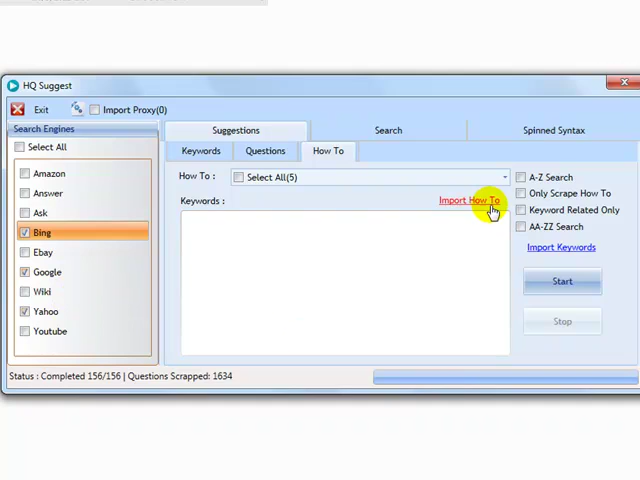 HQ Suggest
Exit
Import Proxy(0)
Search Engines
Select All
Amazon
Answer
Ask
Bing
Ebay
Google
Wiki
Yahoo
Youtube
Suggestions
Search
Spinned Syntax
Keywords
Questions
How To
How To :
Select All(5)
Keywords :
Import How To
A-Z Search
Only Scrape How To
Keyword Related Only
AA-ZZ Search
Import Keywords
Start
Stop
Status : Completed 156/156 | Questions Scrapped: 1634